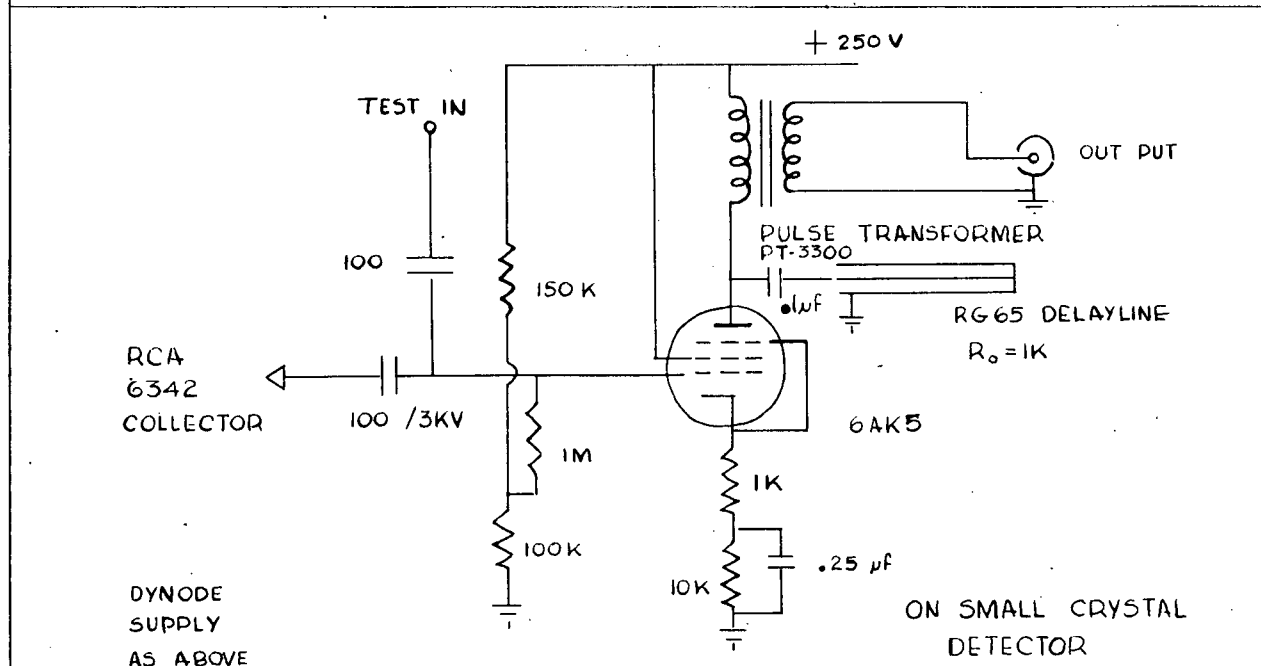 + 250 V
TEST IN
OUT PUT
PULSE TRANSFORMER
PT-3300
100
150K
.1µF
RG65 DELAYLINE
R₀ = 1K
RCA
6342
COLLECTOR
100 /3KV
6AK5
1M
1K
100K
10K
.25 µF
DYNODE
SUPPLY
AS ABOVE
ON SMALL CRYSTAL
DETECTOR